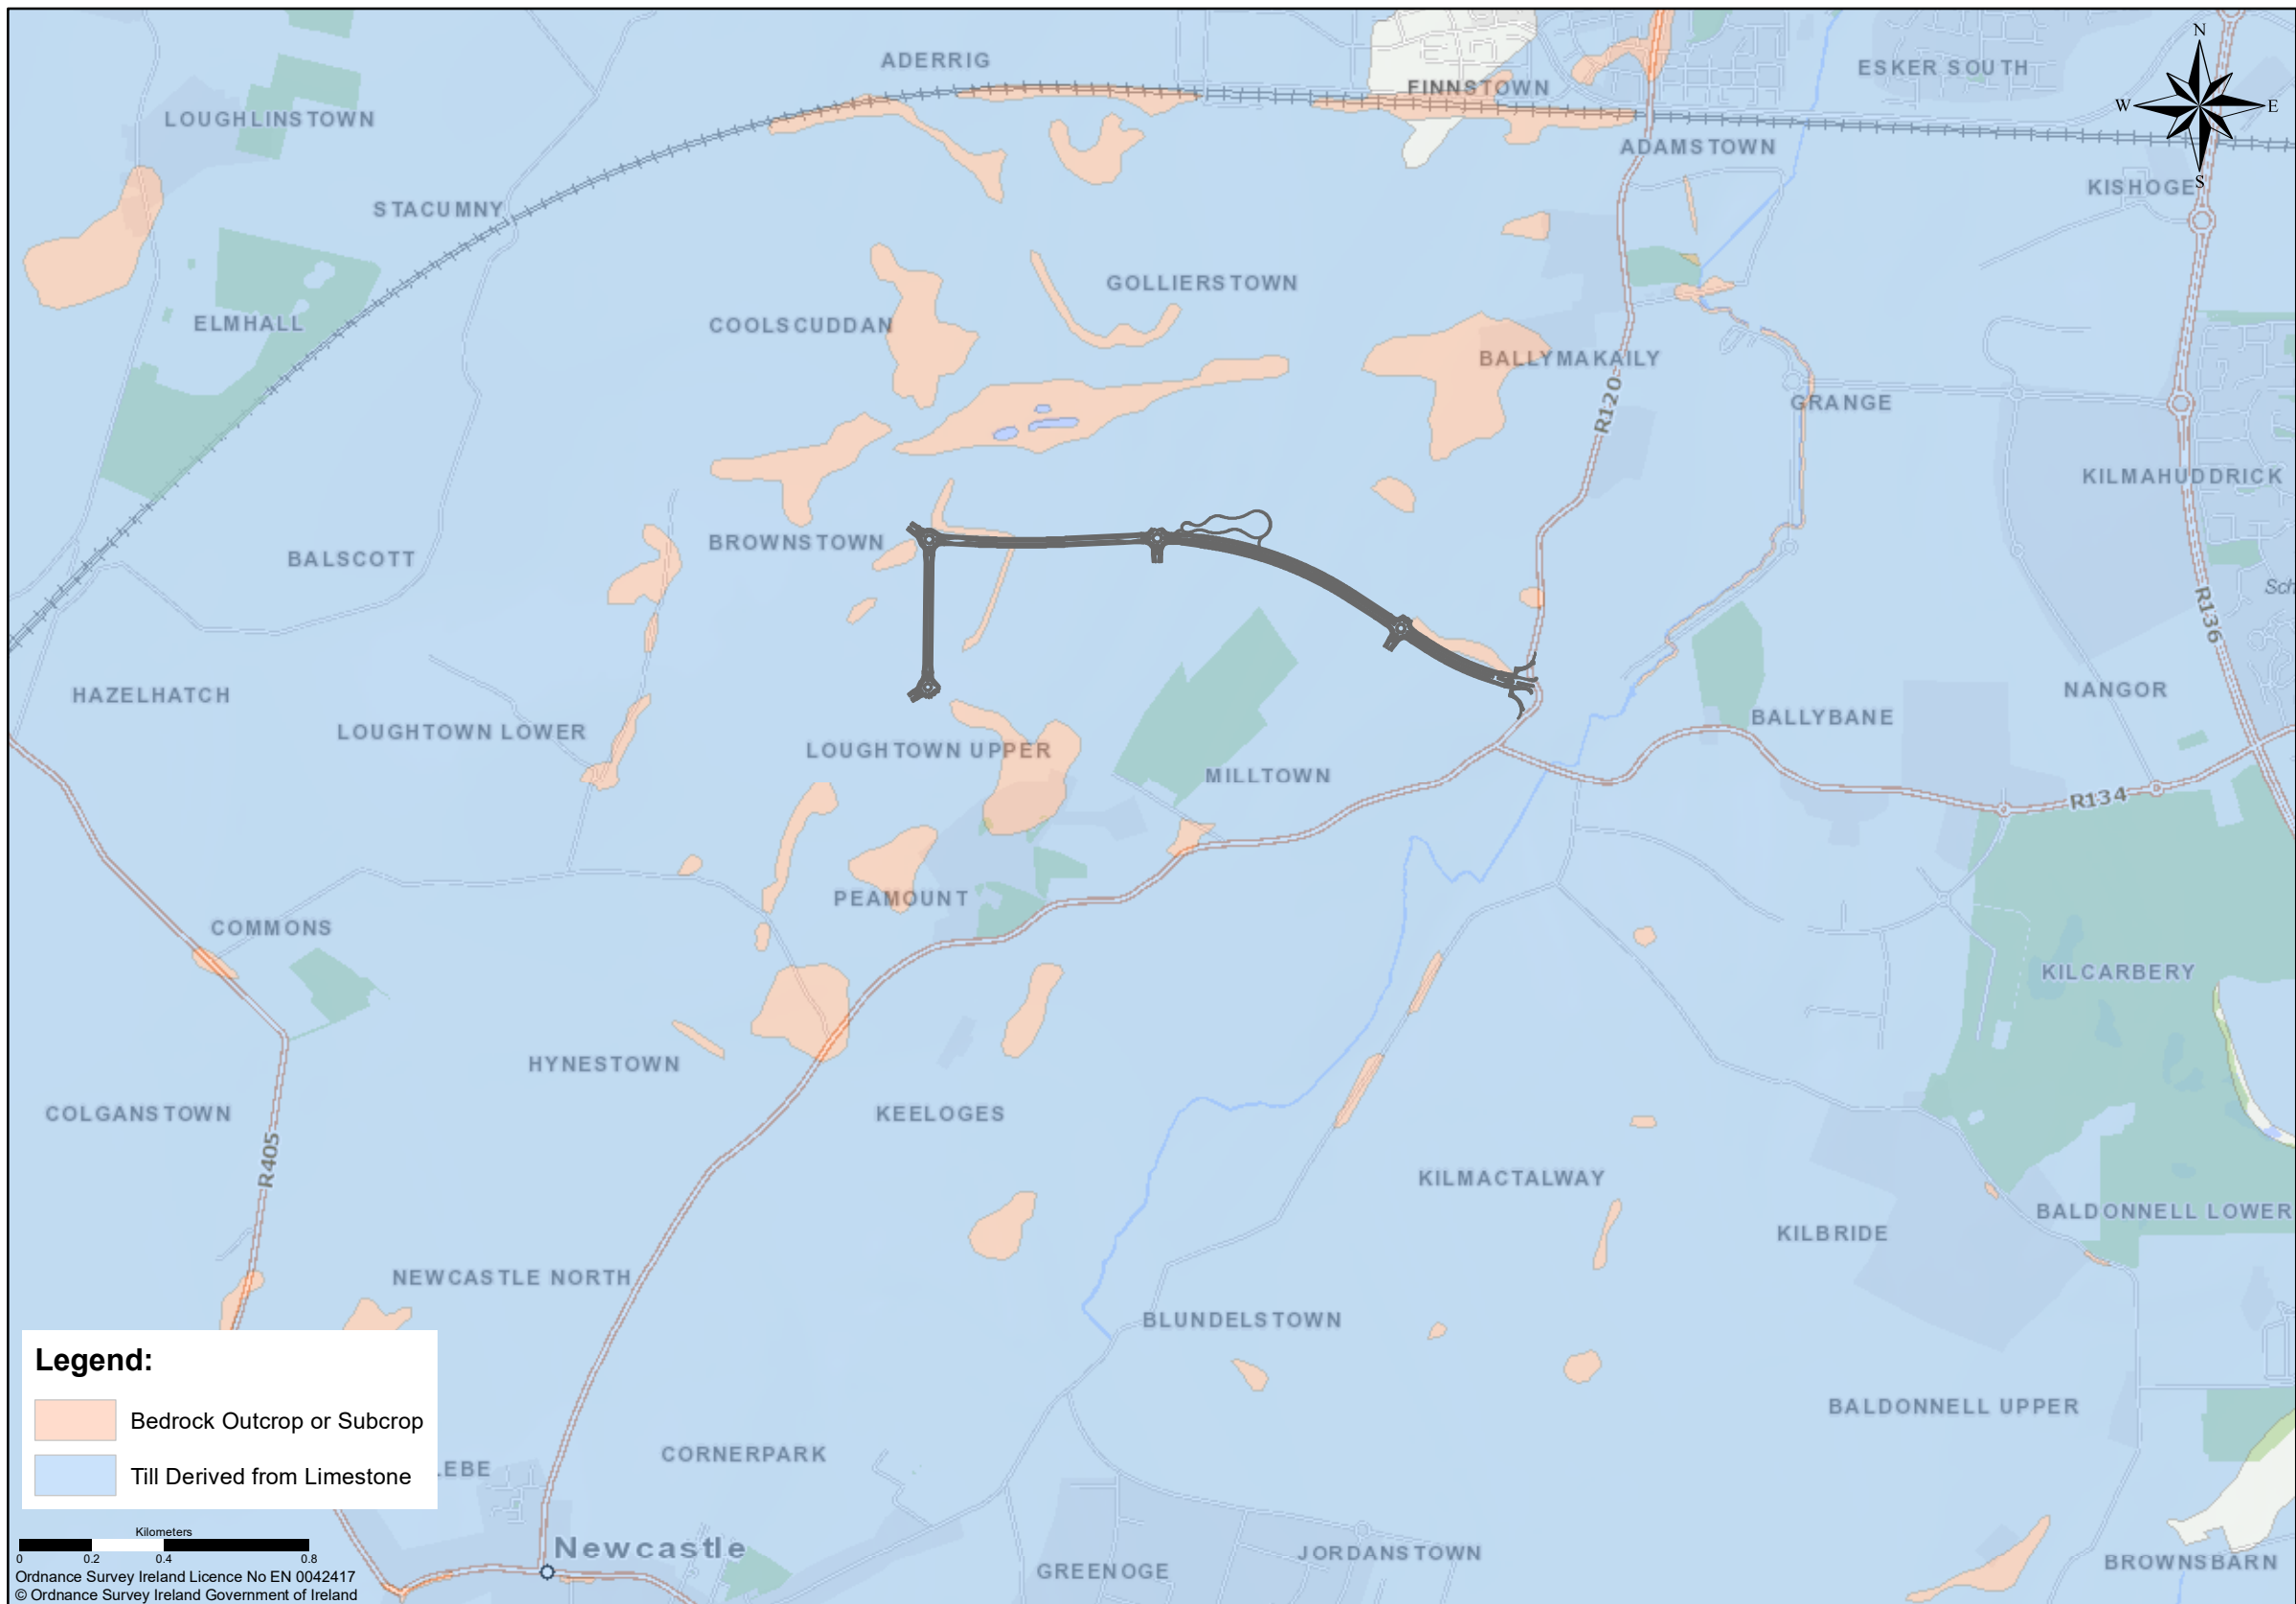 N
ADERRIG
ESKER SOUTH
FINNSTOWN
W
E
LOUGHLINSTOWN
ADAMSTOWN
S
KISHOGE
STACUMNY
GOLLIERSTOWN
ELMHALL
COOLSCUDDAN
BALLYMAKAILY
R120
GRANGE
KILMAHUDDRICK
BROWNSTOWN
BALSCOTT
Sch
R136
HAZELHATCH
NANGOR
LOUGHTOWN LOWER
BALLYBANE
LOUGHTOWN UPPER
MILLTOWN
R134
PEAMOUNT
COMMONS
KILCARBERY
HYNESTOWN
COLGANSTOWN
KEELOGES
R405
KILMACTALWAY
BALDONNELL LOWER
KILBRIDE
NEWCASTLE NORTH
BLUNDELSTOWN
Legend:
Bedrock Outcrop or Subcrop
Till Derived from Limestone
BALDONNELL UPPER
CORNERPARK
LEBE
Kilometers
0 0.2 0.4 0.8
Newcastle
JORDANSTOWN
BROWNSBARN
GREENOGE
Ordnance Survey Ireland Licence No EN 0042417
© Ordnance Survey Ireland Government of Ireland